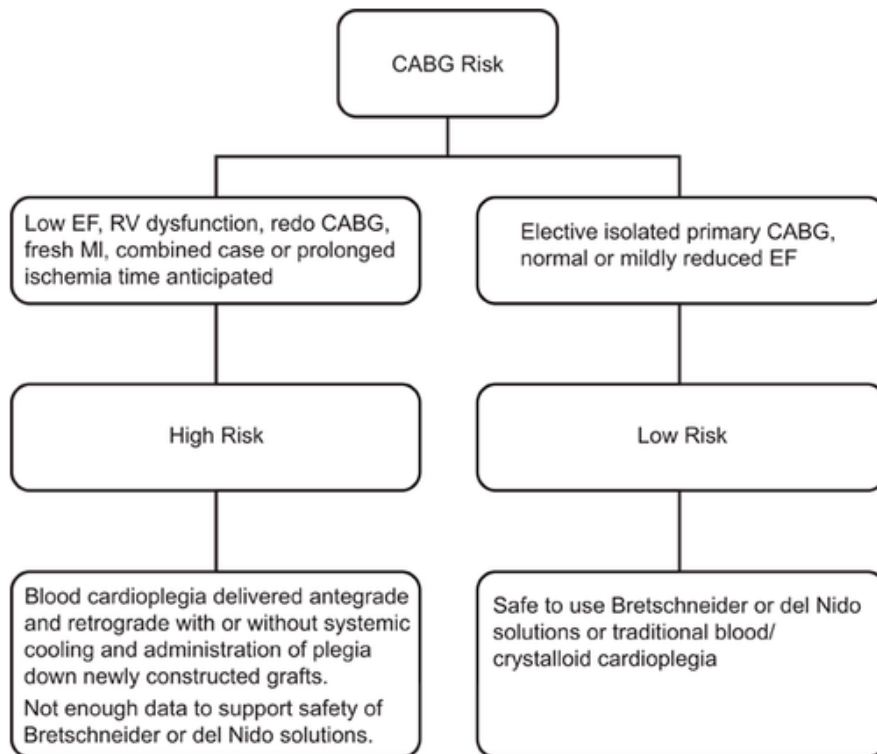 CABG Risk
Low EF, RV dysfunction, redo CABG,
fresh MI, combined case or prolonged
ischemia time anticipated
Elective isolated primary CABG,
normal or mildly reduced EF
High Risk
Low Risk
Blood cardioplegia delivered antegrade
and retrograde with or without systemic
cooling and administration of plegia
down newly constructed grafts.
Not enough data to support safety of
Bretschneider or del Nido solutions.
Safe to use Bretschneider or del Nido
solutions or traditional blood/
crystalloid cardioplegia